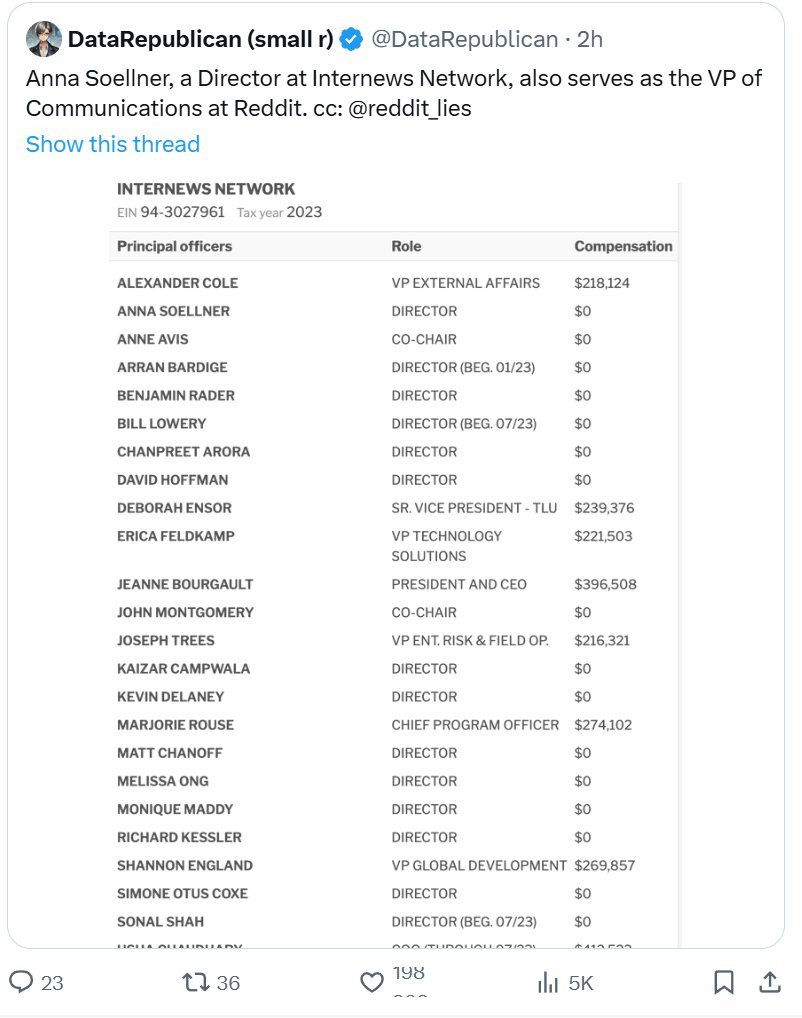 DataRepublican (small r) @DataRepublican · 2h
Anna Soellner, a Director at Internews Network, also serves as the VP of
Communications at Reddit. cc: @reddit_lies
Show this thread
INTERNEWS NETWORK
EIN 94-3027961 Tax year 2023
Principal officers Role Compensation
ALEXANDER COLE VP EXTERNAL AFFAIRS $218,124
ANNA SOELLNER DIRECTOR $0
ANNE AVIS CO-CHAIR $0
ARRAN BARDIGE DIRECTOR (BEG. 01/23) $0
BENJAMIN RADER DIRECTOR $0
BILL LOWERY DIRECTOR (BEG. 07/23) $0
CHANPREET ARORA DIRECTOR $0
DAVID HOFFMAN DIRECTOR $0
DEBORAH ENSOR SR. VICE PRESIDENT - TLU $239,376
ERICA FELDKAMP VP TECHNOLOGY $221,503
SOLUTIONS
JEANNE BOURGAULT PRESIDENT AND CEO $396,508
JOHN MONTGOMERY CO-CHAIR $0
JOSEPH TREES VP ENT. RISK & FIELD OP. $216,321
KAIZAR CAMPWALA DIRECTOR $0
KEVIN DELANEY DIRECTOR $0
MARJORIE ROUSE CHIEF PROGRAM OFFICER $274,102
MATT CHANOFF DIRECTOR $0
MELISSA ONG DIRECTOR $0
MONIQUE MADDY DIRECTOR $0
RICHARD KESSLER DIRECTOR $0
SHANNON ENGLAND VP GLOBAL DEVELOPMENT $269,857
SIMONE OTUS COXE DIRECTOR $0
SONAL SHAH DIRECTOR (BEG. 07/23) $0
23 36 198 5K